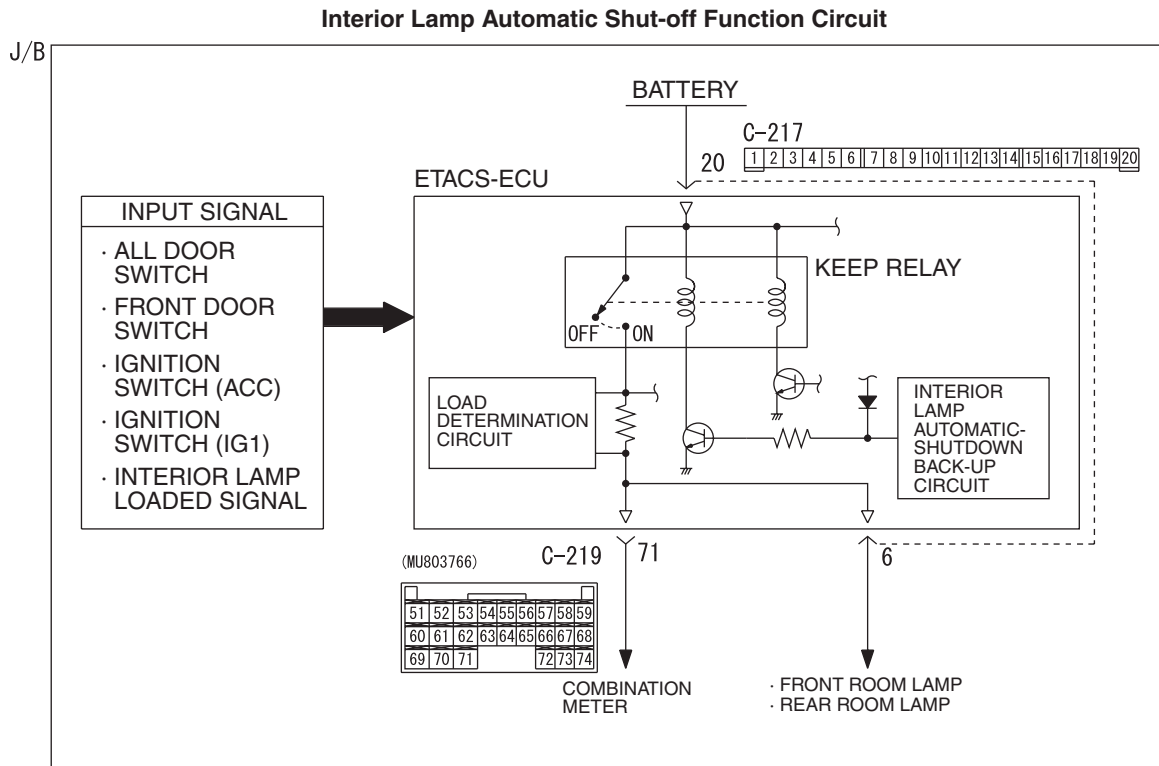 Interior Lamp Automatic Shut-off Function Circuit
J/B
BATTERY
C-217
20
1 2 3 4 5 6 7 8 9 10 11 12 13 14 15 16 17 18 19 20
ETACS-ECU
INPUT SIGNAL
· ALL DOOR
SWITCH
· FRONT DOOR
SWITCH
· IGNITION
SWITCH (ACC)
· IGNITION
SWITCH (IG1)
· INTERIOR LAMP
LOADED SIGNAL
KEEP RELAY
OFF ON
LOAD
DETERMINATION
CIRCUIT
INTERIOR
LAMP
AUTOMATIC-
SHUTDOWN
BACK-UP
CIRCUIT
(MU803766)
C-219 71
6
51 52 53 54 55 56 57 58 59
60 61 62 63 64 65 66 67 68
69 70 71 72 73 74
COMBINATION
METER
· FRONT ROOM LAMP
· REAR ROOM LAMP